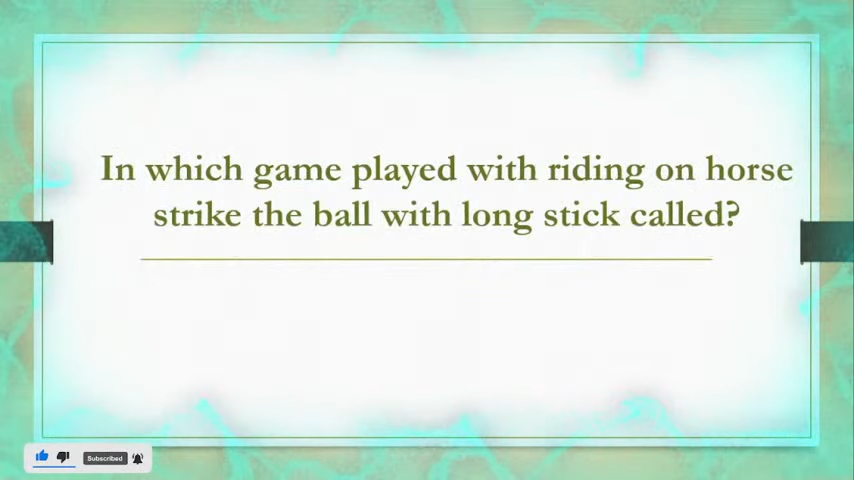 In which game played with riding on horse
strike the ball with long stick called?
Subscribed